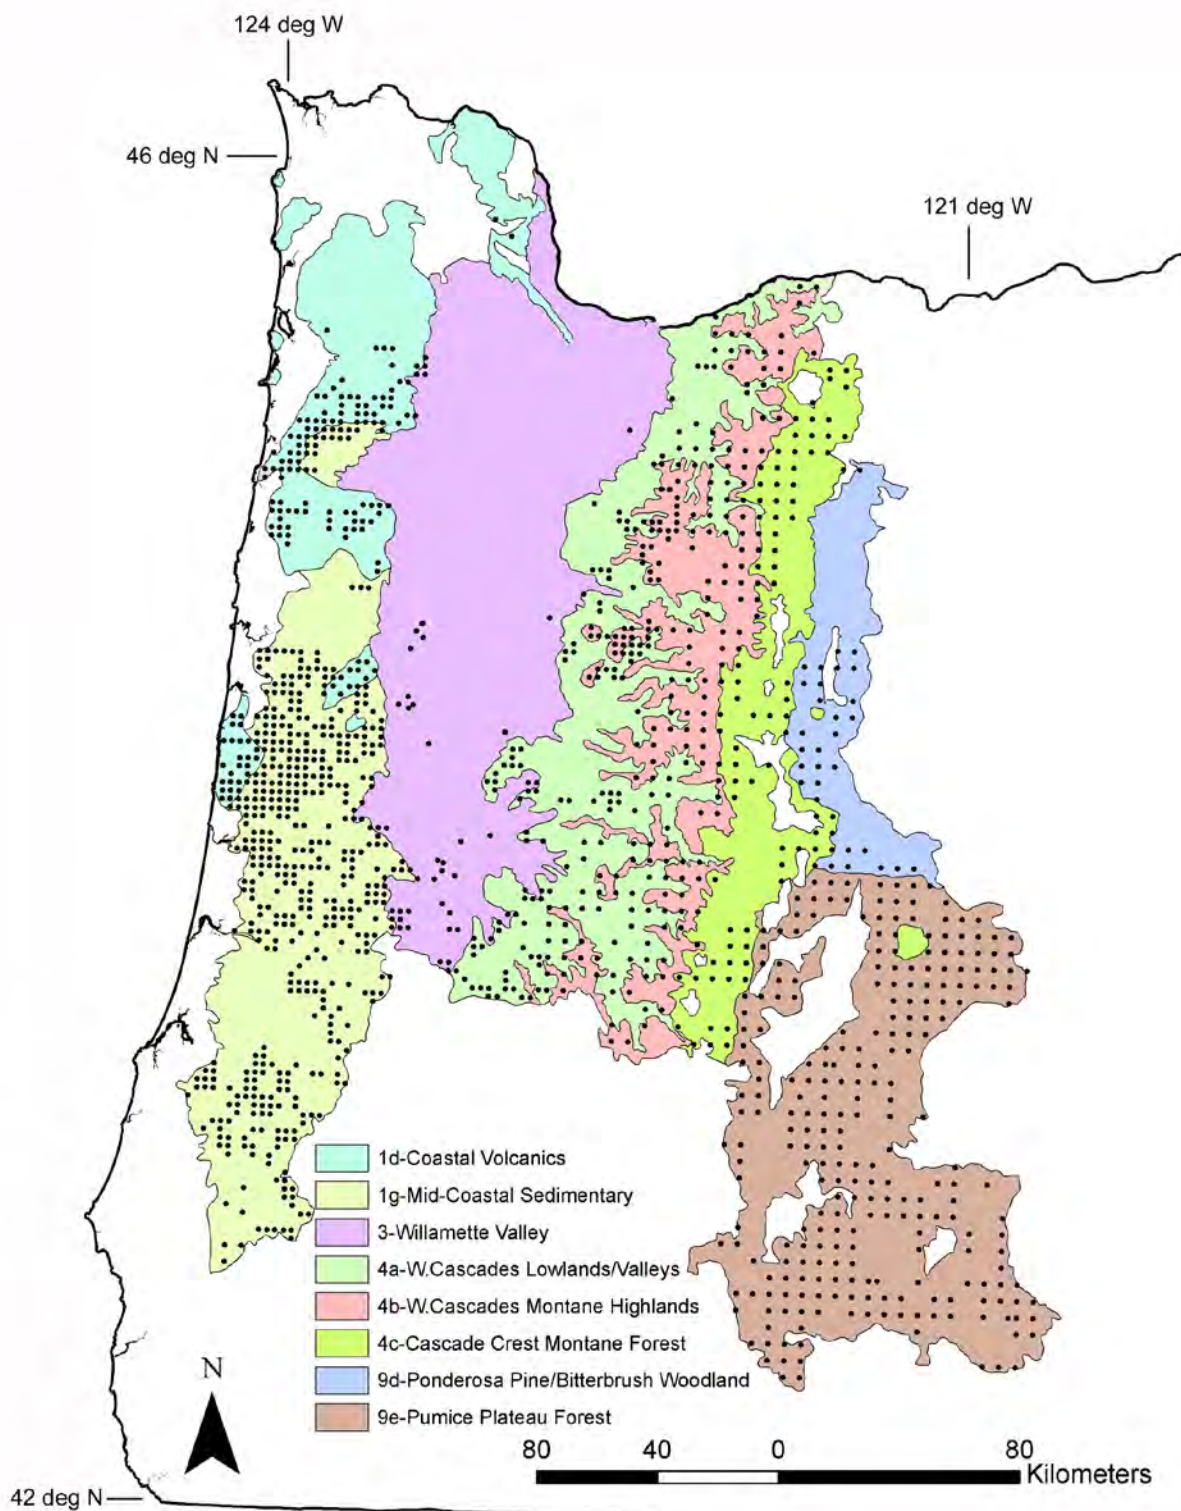 124 deg W
46 deg N
121 deg W
1d-Coastal Volcanics
1g-Mid-Coastal Sedimentary
3-Willamette Valley
4a-W.Cascades Lowlands/Valleys
4b-W.Cascades Montane Highlands
4c-Cascade Crest Montane Forest
9d-Ponderosa Pine/Bitterbrush Woodland
9e-Pumice Plateau Forest
N
80 40 0 80
Kilometers
42 deg N